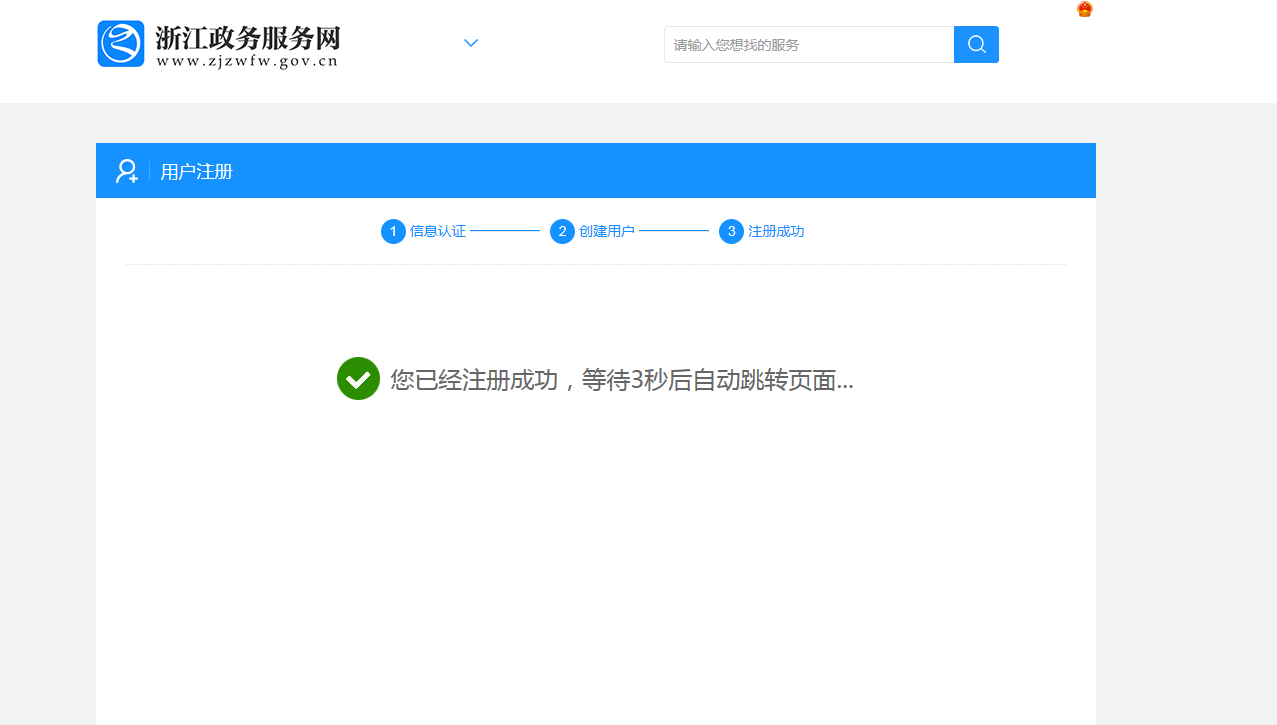 浙江政务服务网
www.zjzwfw.gov.cn
请输入您想找的服务
用户注册
1 信息认证 2 创建用户 3 注册成功
您已经注册成功，等待3秒后自动跳转页面...